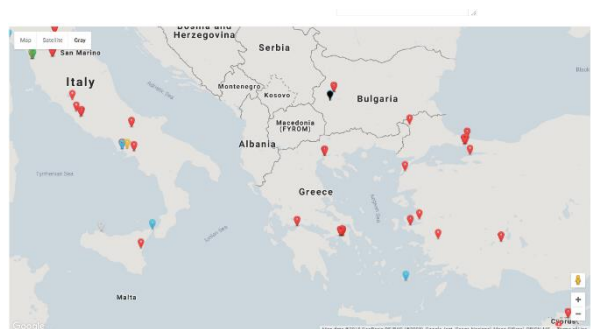 Bosnia and
Herzegovina
Serbia
Map Satellite Gray
San Marino
Italy
Adriatic Sea
Montenegro
Kosovo
Bulgaria
Macedonia
(FYROM)
Albania
Tyrrhenian Sea
Greece
Aegean Sea
Ionian Sea
Malta
Cyprus
Google